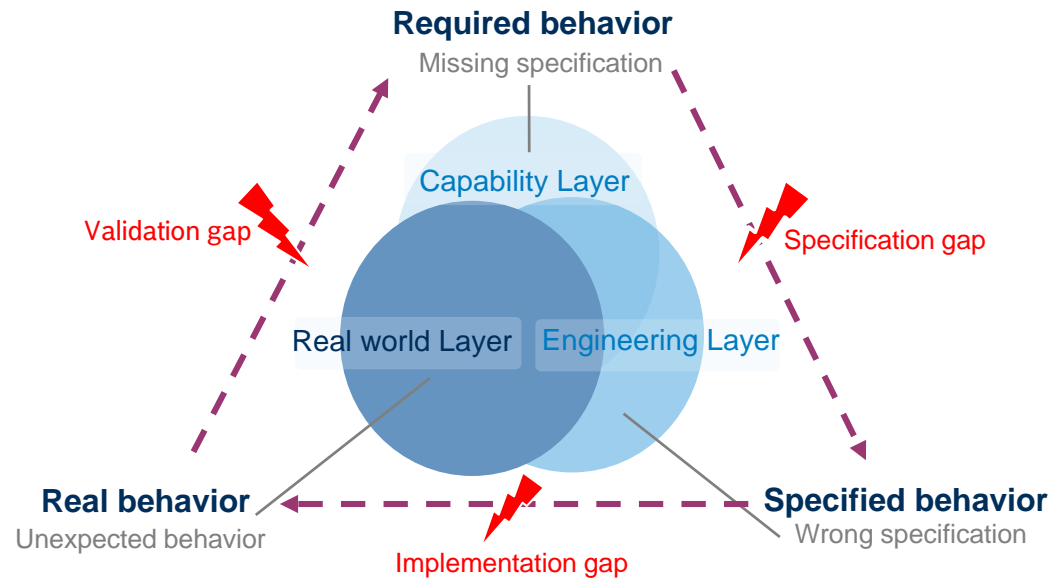 Required behavior
Missing specification
Capability Layer
Validation gap
Specification gap
Real world Layer
Engineering Layer
Real behavior
Unexpected behavior
Specified behavior
Wrong specification
Implementation gap